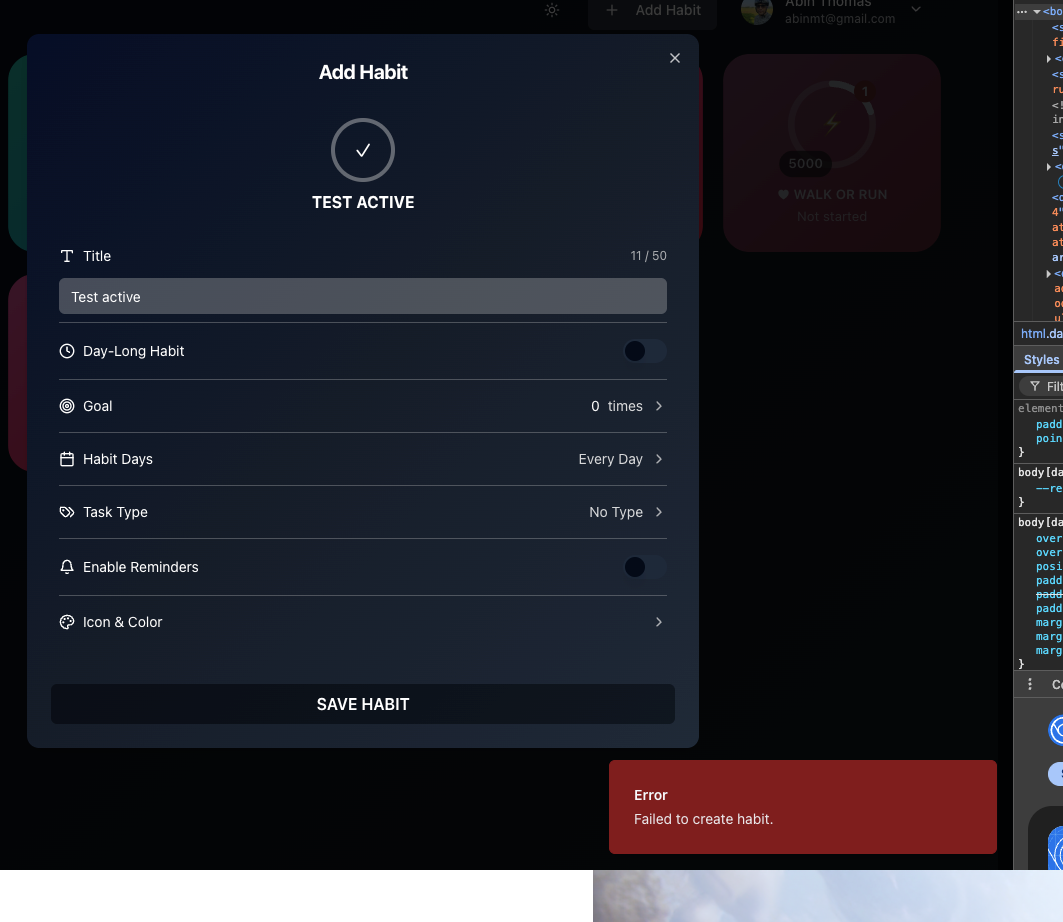 Add Habit
Abin Thomas
abinmt@gmail.com
Add Habit
TEST ACTIVE
Title
11 / 50
Test active
Day-Long Habit
Goal
0 times
Habit Days
Every Day
Task Type
No Type
Enable Reminders
Icon & Color
SAVE HABIT
1
5000
WALK OR RUN
Not started
Error
Failed to create habit.
html.da
Styles
Filt
element
padd
poin
}
body[da
--re
}
body[da
over
over
posi
padd
padd
padd
marg
marg
marg
}